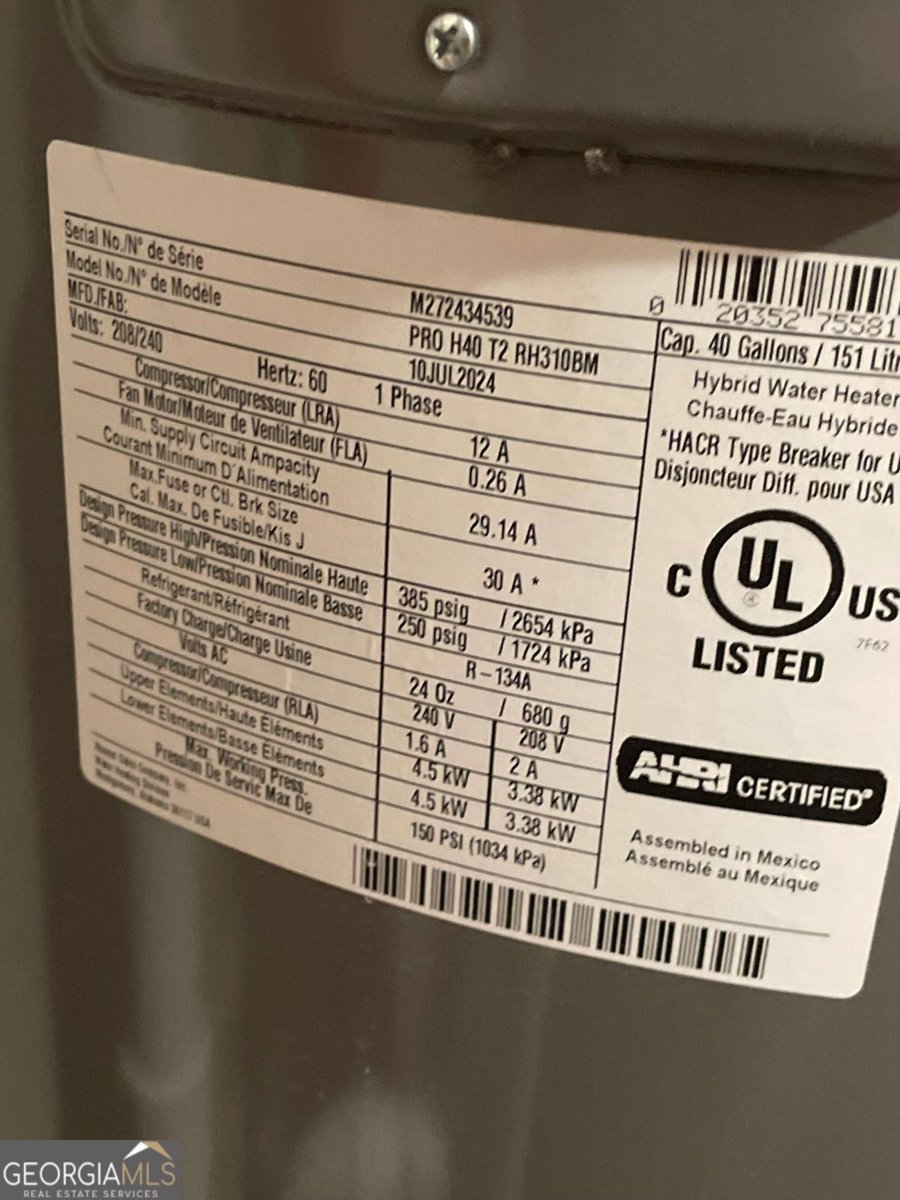 Serial No./N° de Série M272434539
Model No./N° de Modèle PRO H40 T2 RH310BM
MFD./FAB: 10JUL2024
Volts: 208/240 Hertz: 60 1 Phase
Compressor/Compresseur (LRA) 12 A
Fan Motor/Moteur de Ventilateur (FLA) 0.26 A
Min. Supply Circuit Ampacity
Courant Minimum D'Alimentation 29.14 A
Max.Fuse or Ctl. Brk Size
Cal. Max. De Fusible/Kis J 30 A *
Design Pressure High/Pression Nominale Haute 385 psig / 2654 kPa
Design Pressure Low/Pression Nominale Basse 250 psig / 1724 kPa
Refrigerant/Réfrigérant R-134A
Factory Charge/Charge Usine 24 Oz / 680 g
Volts AC 240 V 208 V
Compressor/Compresseur (RLA) 1.6 A 2 A
Upper Elements/Haute Éléments 4.5 kW 3.38 kW
Lower Elements/Basse Éléments 4.5 kW 3.38 kW
Max. Working Press.
Pression De Servic Max De 150 PSI (1034 kPa)
0 20352 75581
Cap. 40 Gallons / 151 Litr
Hybrid Water Heater
Chauffe-Eau Hybride
*HACR Type Breaker for U
Disjoncteur Diff. pour USA
C UL US
®
7F62
LISTED
AHRI CERTIFIED®
Assembled in Mexico
Assemblé au Mexique
GEORGIAMLS
REAL ESTATE SERVICES